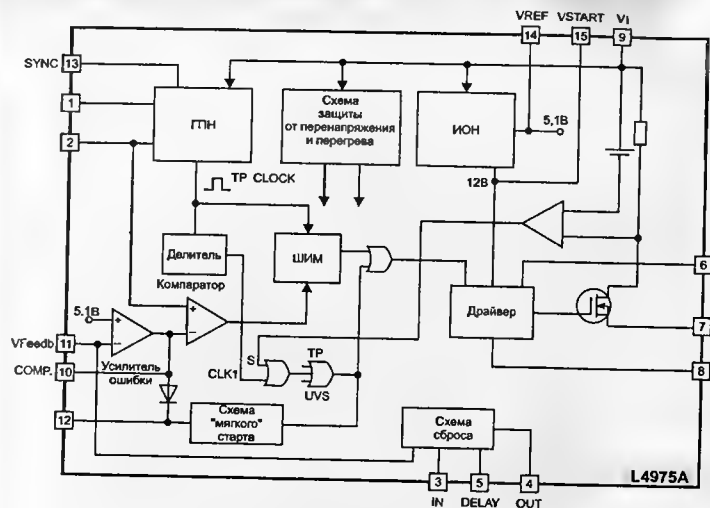 VREF VSTART Vi
14 15 9
SYNC 13
1
2
ГПН
Схема
защиты
от перенапряжения
и перегрева
ИОН
5,1В
12В
TP CLOCK
Делитель
Компаратор
ШИМ
Драйвер
6
7
8
5,1В
+
−
+
−
VFeedb 11
COMP. 10
Усилитель
ошибки
S
CLK1
TP
UVS
12
Схема
"мягкого"
старта
Схема
сброса
L4975A
3 5 4
IN DELAY OUT